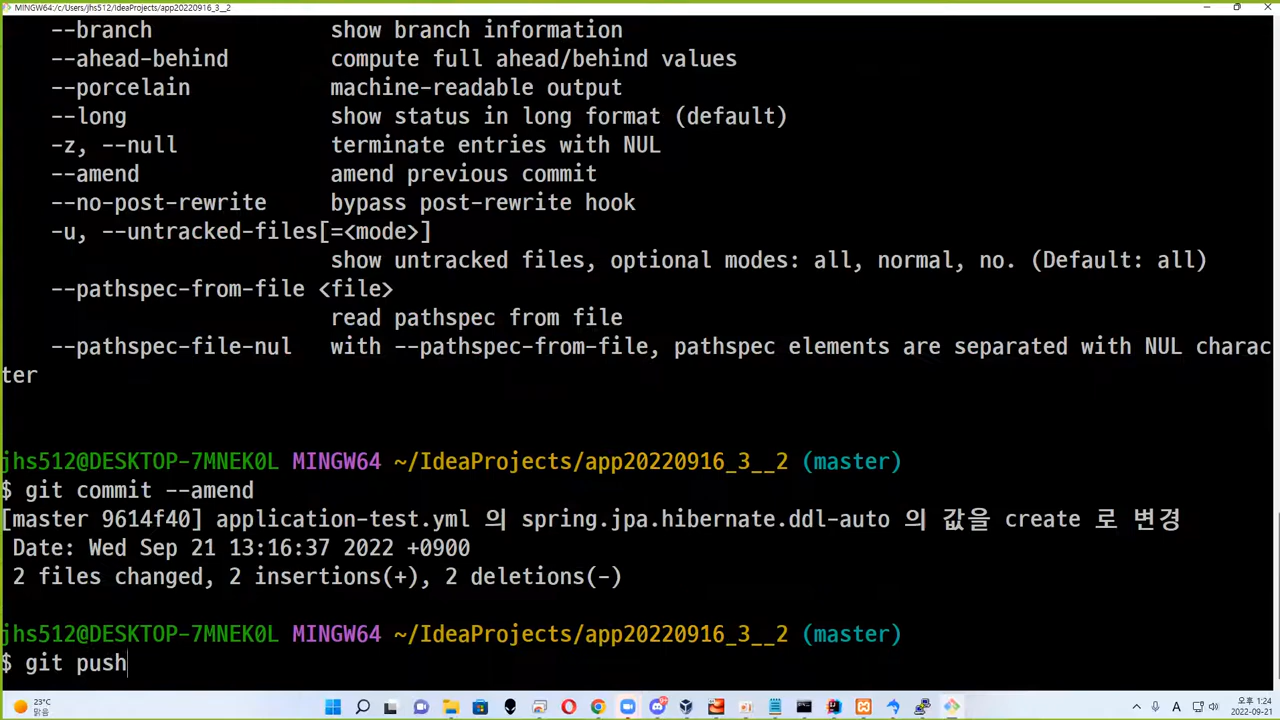 MINGW64:/c/Users/jhs512/IdeaProjects/app20220916_3__2
--branch show branch information
--ahead-behind compute full ahead/behind values
--porcelain machine-readable output
--long show status in long format (default)
-z, --null terminate entries with NUL
--amend amend previous commit
--no-post-rewrite bypass post-rewrite hook
-u, --untracked-files[=<mode>]
show untracked files, optional modes: all, normal, no. (Default: all)
--pathspec-from-file <file>
read pathspec from file
--pathspec-file-nul with --pathspec-from-file, pathspec elements are separated with NUL charac
ter
jhs512@DESKTOP-7MNEK0L MINGW64 ~/IdeaProjects/app20220916_3__2 (master)
$ git commit --amend
[master 9614f40] application-test.yml 의 spring.jpa.hibernate.ddl-auto 의 값을 create 로 변경
Date: Wed Sep 21 13:16:37 2022 +0900
2 files changed, 2 insertions(+), 2 deletions(-)
jhs512@DESKTOP-7MNEK0L MINGW64 ~/IdeaProjects/app20220916_3__2 (master)
$ git push
23°C
맑음
A
오후 1:24
2022-09-21